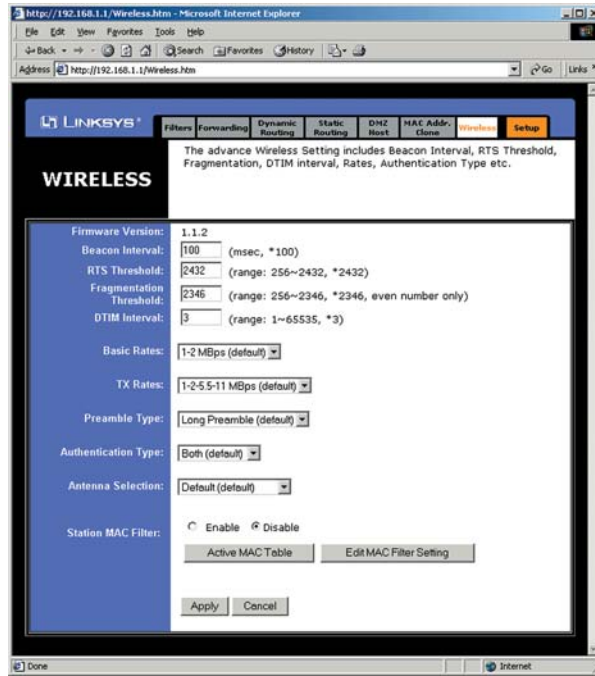 http://192.168.1.1/Wireless.htm - Microsoft Internet Explorer
File Edit View Favorites Tools Help
Back Search Favorites History
Address http://192.168.1.1/Wireless.htm Go Links
LINKSYS® Filters Forwarding Dynamic Routing Static Routing DMZ Host MAC Addr. Clone Wireless Setup
WIRELESS
The advance Wireless Setting includes Beacon Interval, RTS Threshold,
Fragmentation, DTIM interval, Rates, Authentication Type etc.
Firmware Version: 1.1.2
Beacon Interval: 100 (msec, *100)
RTS Threshold: 2432 (range: 256~2432, *2432)
Fragmentation Threshold: 2346 (range: 256~2346, *2346, even number only)
DTIM Interval: 3 (range: 1~65535, *3)
Basic Rates: 1-2 MBps (default)
TX Rates: 1-2-5.5-11 MBps (default)
Preamble Type: Long Preamble (default)
Authentication Type: Both (default)
Antenna Selection: Default (default)
Station MAC Filter: Enable Disable
Active MAC Table Edit MAC Filter Setting
Apply Cancel
Done Internet